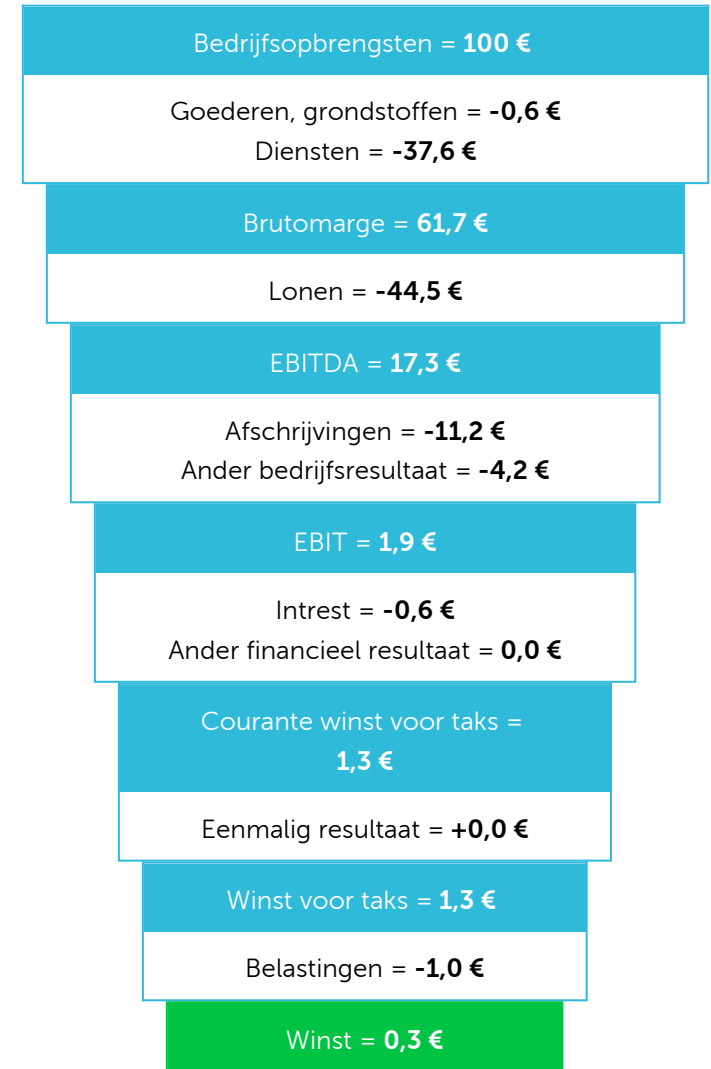 Bedrijfsopbrengsten = 100 €
Goederen, grondstoffen = -0,6 €
Diensten = -37,6 €
Brutomarge = 61,7 €
Lonen = -44,5 €
EBITDA = 17,3 €
Afschrijvingen = -11,2 €
Ander bedrijfsresultaat = -4,2 €
EBIT = 1,9 €
Intrest = -0,6 €
Ander financieel resultaat = 0,0 €
Courante winst voor taks =
1,3 €
Eenmalig resultaat = +0,0 €
Winst voor taks = 1,3 €
Belastingen = -1,0 €
Winst = 0,3 €